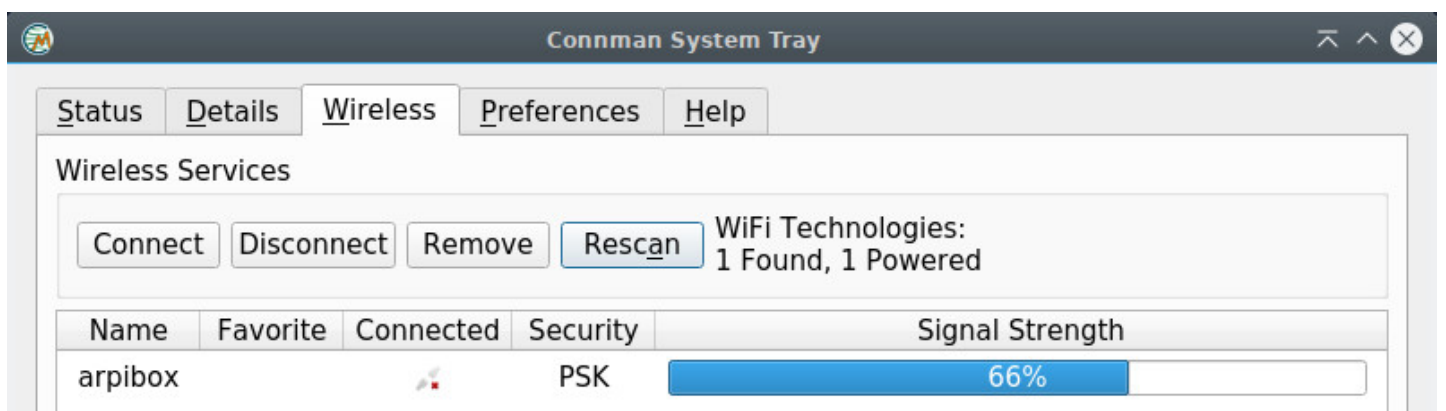 Connman System Tray
Status Details Wireless Preferences Help
Wireless Services
Connect Disconnect Remove Rescan WiFi Technologies:
1 Found, 1 Powered
Name Favorite Connected Security Signal Strength
arpibox PSK 66%